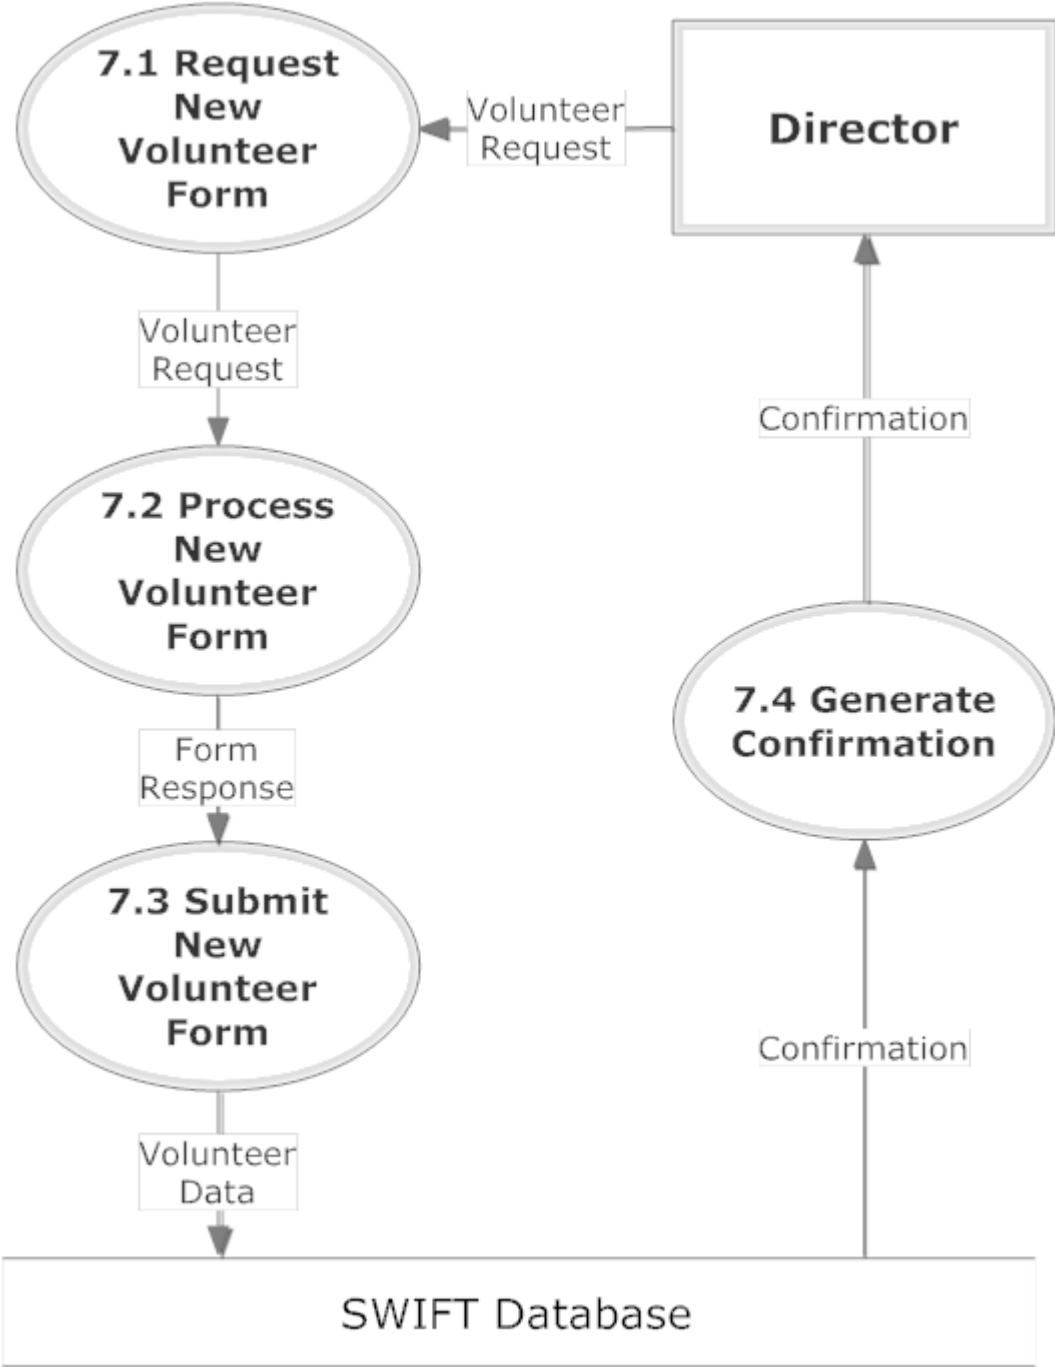 7.1 Request
New
Volunteer
Form
Volunteer
Request
Director
Volunteer
Request
7.2 Process
New
Volunteer
Form
Form
Response
7.3 Submit
New
Volunteer
Form
Volunteer
Data
SWIFT Database
Confirmation
7.4 Generate
Confirmation
Confirmation